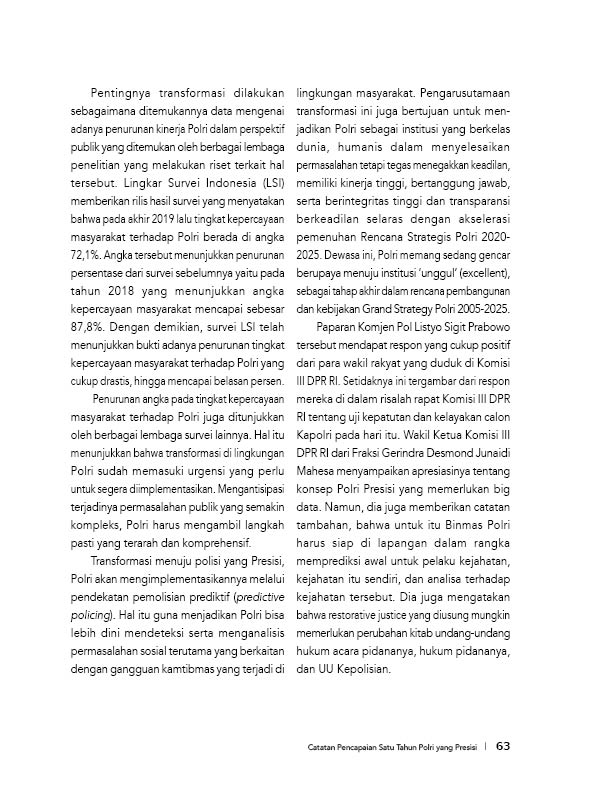 Pentingnya transformasi dilakukan
sebagaimana ditemukannya data mengenai
adanya penurunan kinerja Polri dalam perspektif
publik yang ditemukan oleh berbagai lembaga
penelitian yang melakukan riset terkait hal
tersebut. Lingkar Survei Indonesia (LSI)
memberikan rilis hasil survei yang menyatakan
bahwa pada akhir 2019 lalu tingkat kepercayaan
masyarakat terhadap Polri berada di angka
72,1%. Angka tersebut menunjukkan penurunan
persentase dari survei sebelumnya yaitu pada
tahun 2018 yang menunjukkan angka
kepercayaan masyarakat mencapai sebesar
87,8%. Dengan demikian, survei LSI telah
menunjukkan bukti adanya penurunan tingkat
kepercayaan masyarakat terhadap Polri yang
cukup drastis, hingga mencapai belasan persen.
Penurunan angka pada tingkat kepercayaan
masyarakat terhadap Polri juga ditunjukkan
oleh berbagai lembaga survei lainnya. Hal itu
menunjukkan bahwa transformasi di lingkungan
Polri sudah memasuki urgensi yang perlu
untuk segera diimplementasikan. Mengantisipasi
terjadinya permasalahan publik yang semakin
kompleks, Polri harus mengambil langkah
pasti yang terarah dan komprehensif.
Transformasi menuju polisi yang Presisi,
Polri akan mengimplementasikannya melalui
pendekatan pemolisian prediktif (predictive
policing). Hal itu guna menjadikan Polri bisa
lebih dini mendeteksi serta menganalisis
permasalahan sosial terutama yang berkaitan
dengan gangguan kamtibmas yang terjadi di
lingkungan masyarakat. Pengarusutamaan
transformasi ini juga bertujuan untuk men-
jadikan Polri sebagai institusi yang berkelas
dunia, humanis dalam menyelesaikan
permasalahan tetapi tegas menegakkan keadilan,
memiliki kinerja tinggi, bertanggung jawab,
serta berintegritas tinggi dan transparansi
berkeadilan selaras dengan akselerasi
pemenuhan Rencana Strategis Polri 2020-
2025. Dewasa ini, Polri memang sedang gencar
berupaya menuju institusi ‘unggul’ (excellent),
sebagai tahap akhir dalam rencana pembangunan
dan kebijakan Grand Strategy Polri 2005-2025.
Paparan Komjen Pol Listyo Sigit Prabowo
tersebut mendapat respon yang cukup positif
dari para wakil rakyat yang duduk di Komisi
III DPR RI. Setidaknya ini tergambar dari respon
mereka di dalam risalah rapat Komisi III DPR
RI tentang uji kepatutan dan kelayakan calon
Kapolri pada hari itu. Wakil Ketua Komisi III
DPR RI dari Fraksi Gerindra Desmond Junaidi
Mahesa menyampaikan apresiasinya tentang
konsep Polri Presisi yang memerlukan big
data. Namun, dia juga memberikan catatan
tambahan, bahwa untuk itu Binmas Polri
harus siap di lapangan dalam rangka
memprediksi awal untuk pelaku kejahatan,
kejahatan itu sendiri, dan analisa terhadap
kejahatan tersebut. Dia juga mengatakan
bahwa restorative justice yang diusung mungkin
memerlukan perubahan kitab undang-undang
hukum acara pidananya, hukum pidananya,
dan UU Kepolisian.
Catatan Pencapaian Satu Tahun Polri yang Presisi | 63